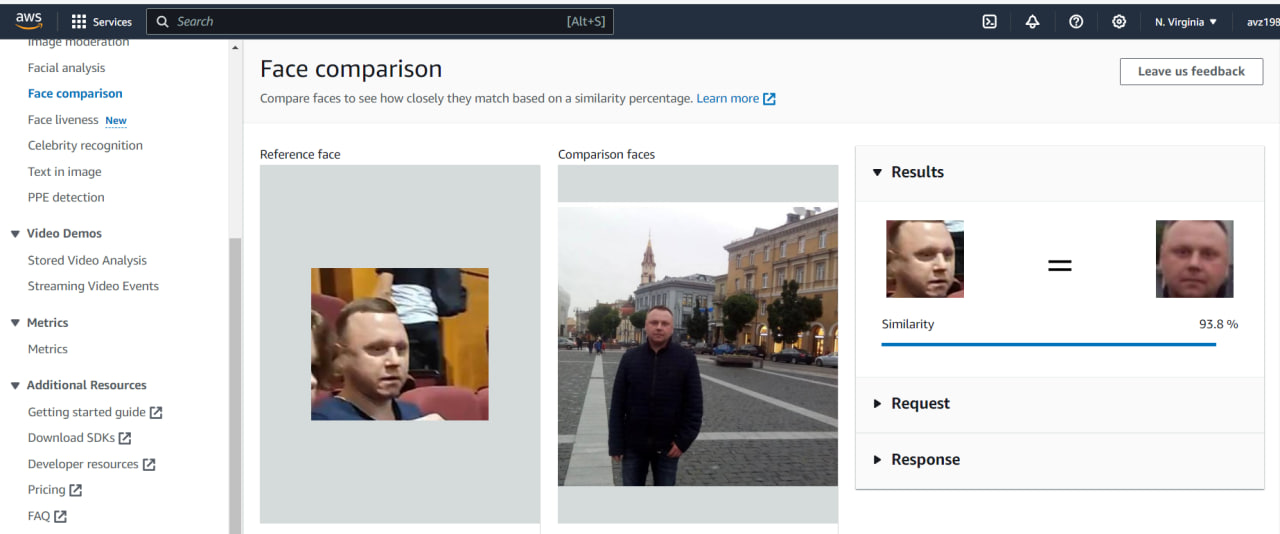 aws
Services
Search
[Alt+S]
N. Virginia
avz198
Image moderation
Facial analysis
Face comparison
Face liveness New
Celebrity recognition
Text in image
PPE detection
Video Demos
Stored Video Analysis
Streaming Video Events
Metrics
Metrics
Additional Resources
Getting started guide
Download SDKs
Developer resources
Pricing
FAQ
Face comparison
Leave us feedback
Compare faces to see how closely they match based on a similarity percentage. Learn more
Reference face
Comparison faces
Results
=
Similarity 93.8 %
Request
Response